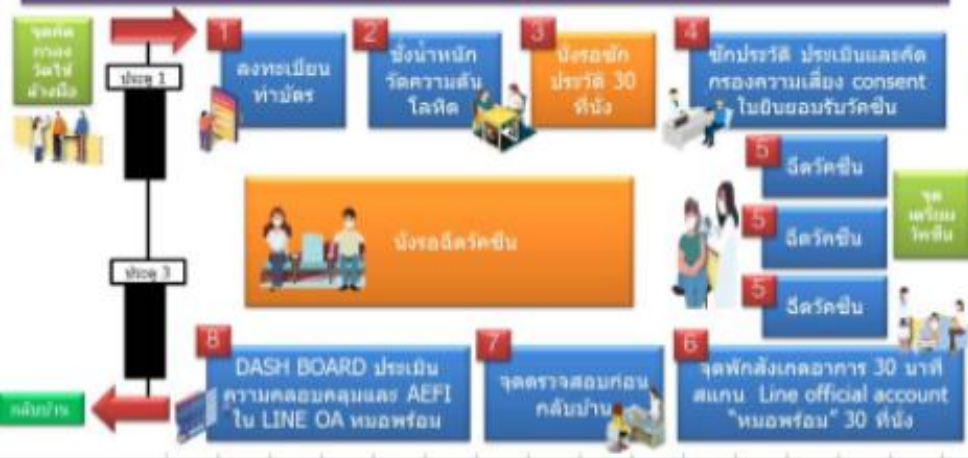 จุดคัด
กรอง
วัดไข้
ล้างมือ
ประตู 1
1
ลงทะเบียน
ทำบัตร
2
ชั่งน้ำหนัก
วัดความดัน
โลหิต
3
นั่งรอซัก
ประวัติ 30
ที่นั่ง
4
ซักประวัติ ประเมินและคัด
กรองความเสี่ยง consent
ใบยินยอมรับวัคซีน
5
ฉีดวัคซีน
5
ฉีดวัคซีน
5
ฉีดวัคซีน
จุด
เตรียม
วัคซีน
นั่งรอฉีดวัคซีน
ประตู 3
8
DASH BOARD ประเมิน
ความคลอบคลุมและ AEFI
ใน LINE OA หมอพร้อม
7
จุดตรวจสอบก่อน
กลับบ้าน
6
จุดพักสังเกตอาการ 30 นาที
สแกน Line official account
"หมอพร้อม" 30 ที่นั่ง
กลับบ้าน